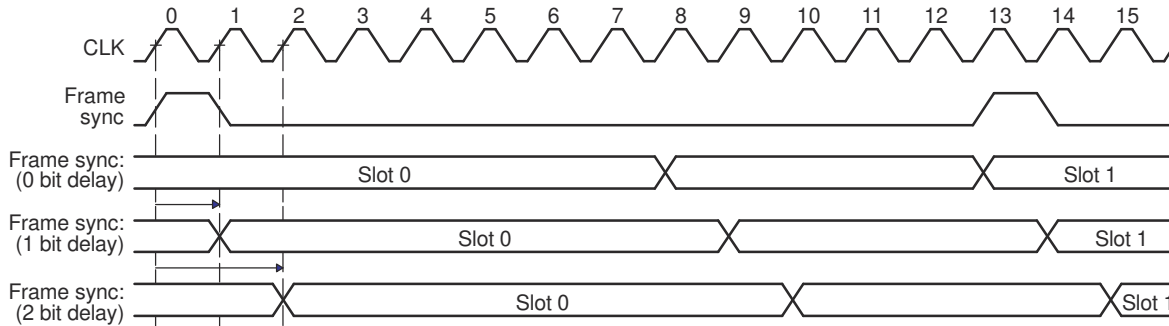 0 1 2 3 4 5 6 7 8 9 10 11 12 13 14 15
CLK
Frame
sync
Frame sync:
(0 bit delay)
Slot 0
Slot 1
Frame sync:
(1 bit delay)
Slot 0
Slot 1
Frame sync:
(2 bit delay)
Slot 0
Slot 1